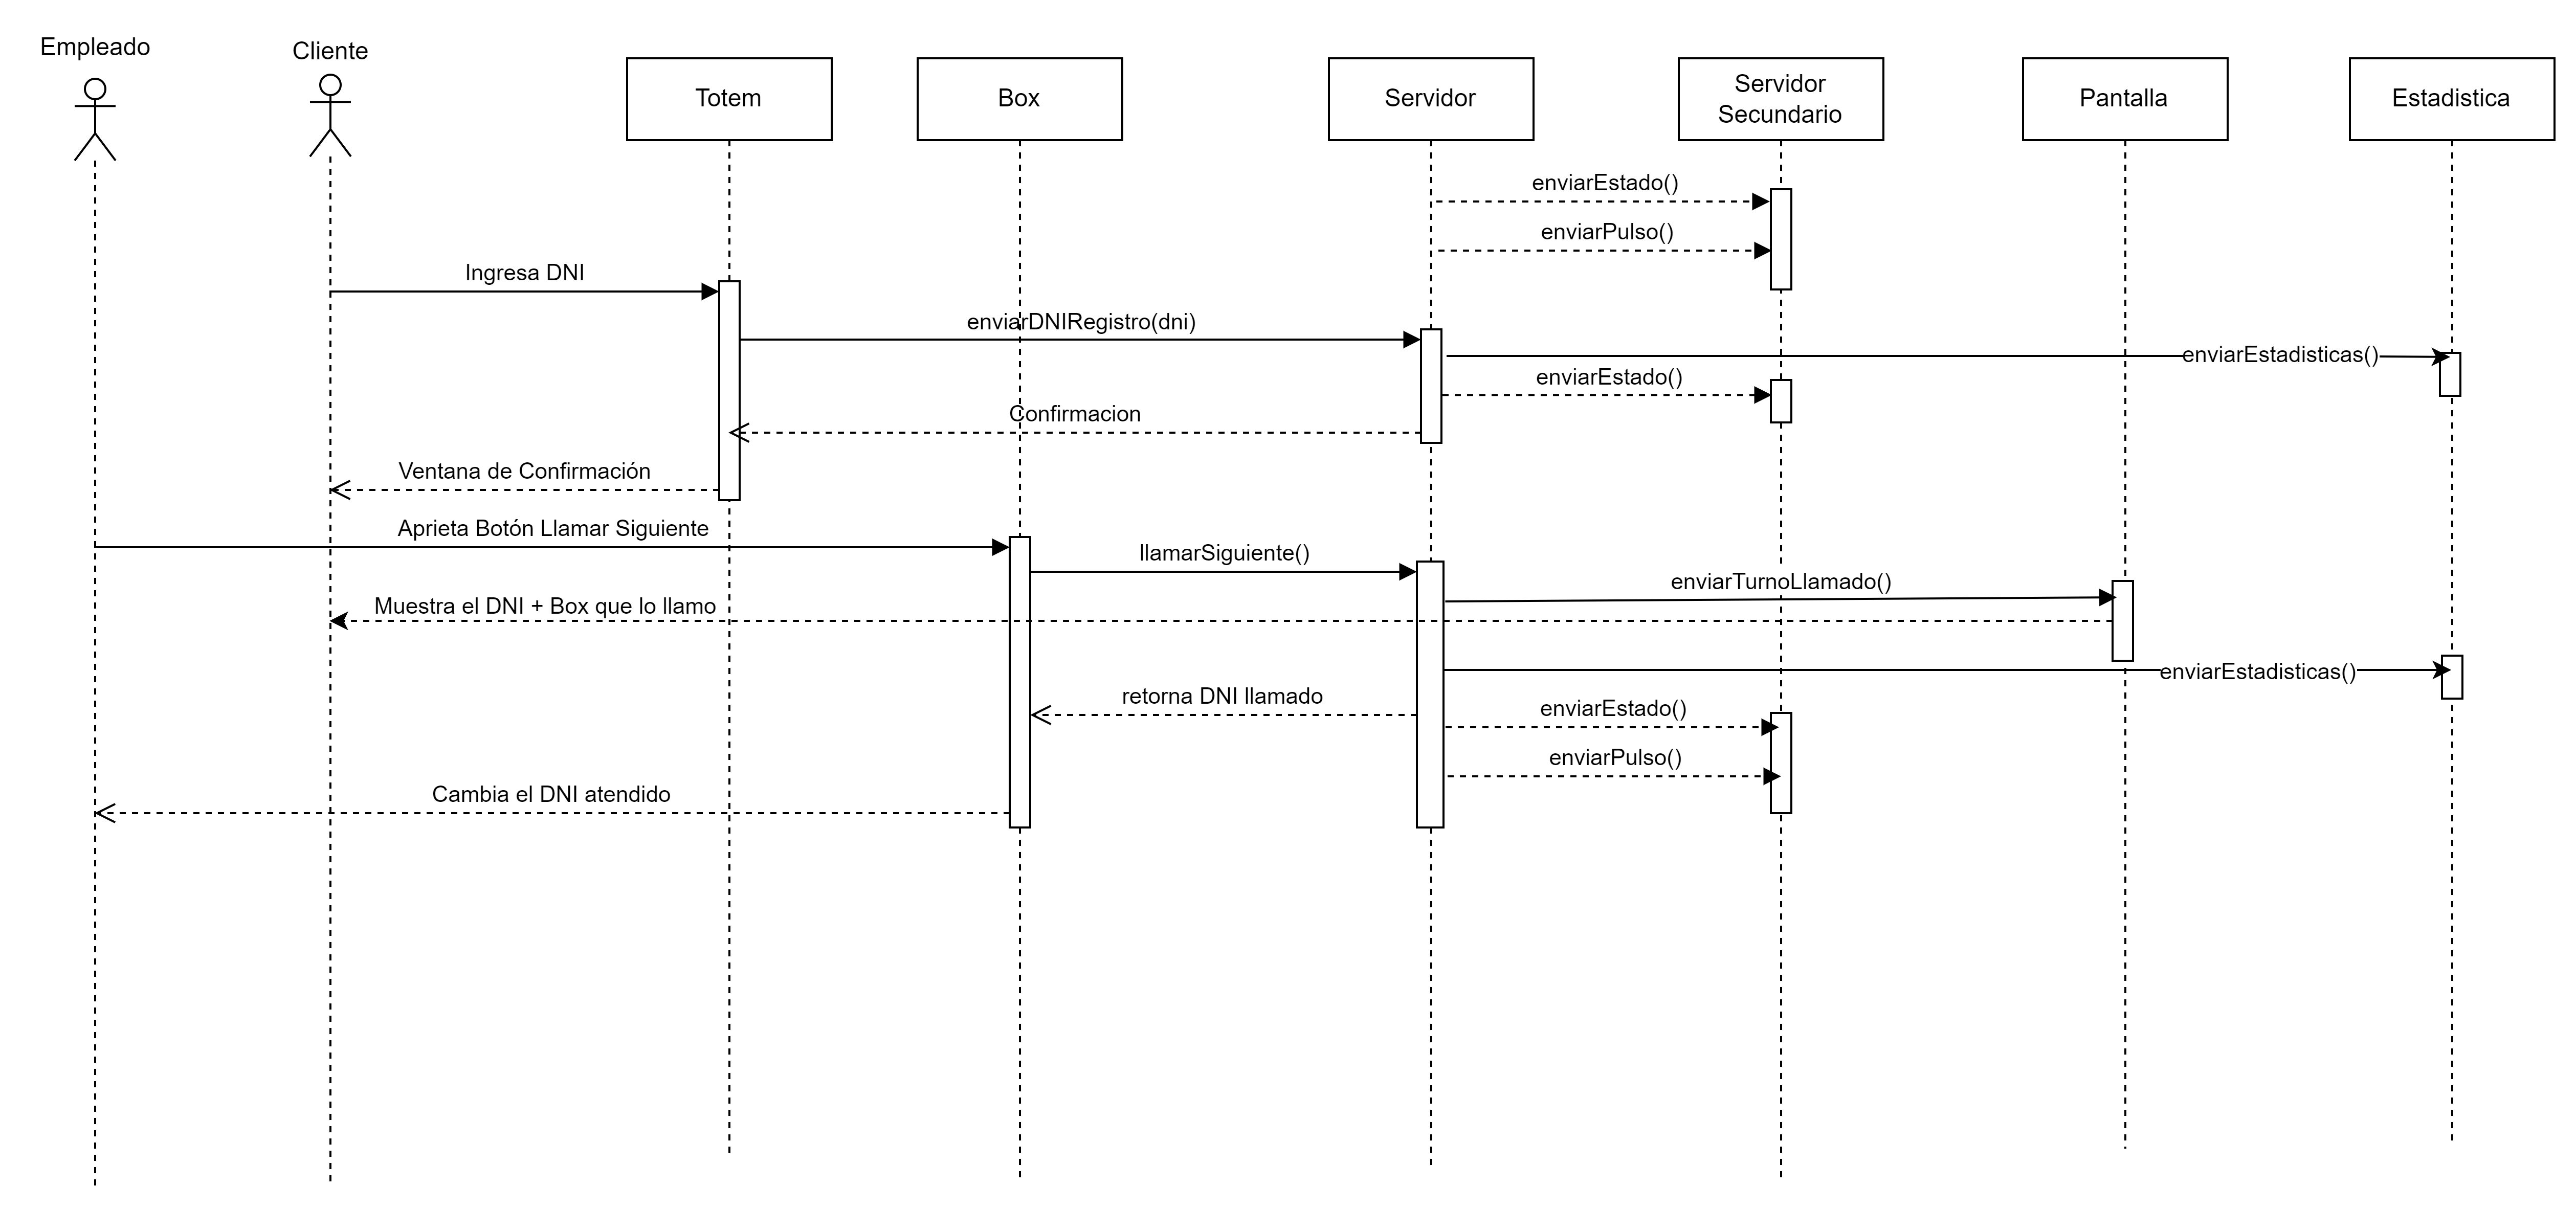 Empleado
Cliente
Totem
Box
Servidor
Servidor
Secundario
Pantalla
Estadistica
enviarEstado()
enviarPulso()
Ingresa DNI
enviarDNIRegistro(dni)
enviarEstadisticas()
enviarEstado()
Confirmacion
Ventana de Confirmación
Aprieta Botón Llamar Siguiente
llamarSiguiente()
enviarTurnoLlamado()
Muestra el DNI + Box que lo llamo
enviarEstadisticas()
retorna DNI llamado
enviarEstado()
enviarPulso()
Cambia el DNI atendido